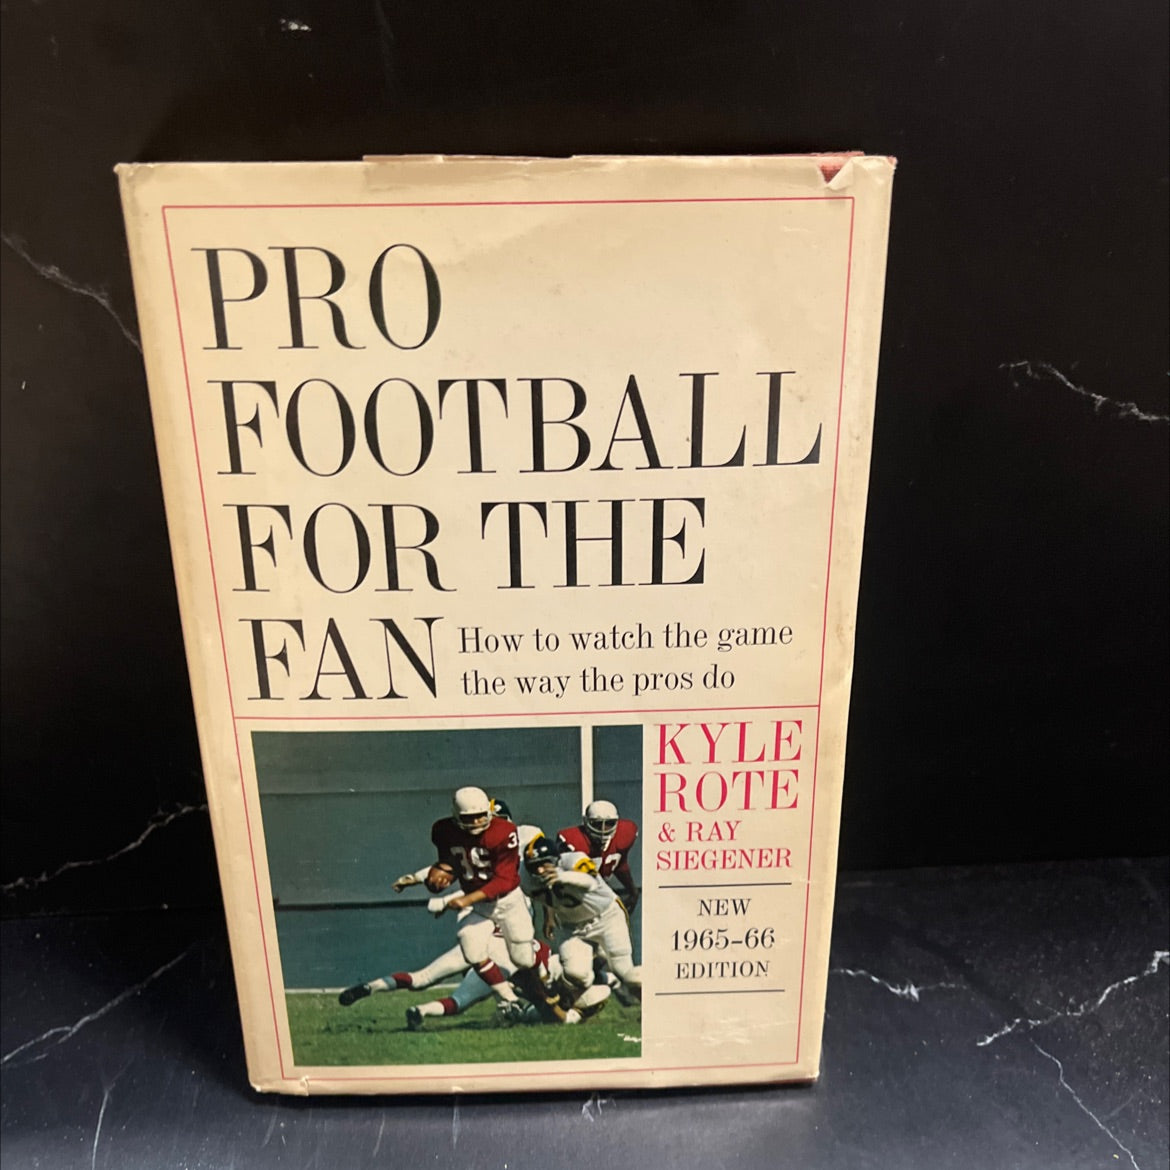 PRO
FOOTBALL
FOR THE
FAN
How to watch the game
the way the pros do
KYLE
ROTE
& RAY
SIEGENER
NEW
1965-66
EDITION